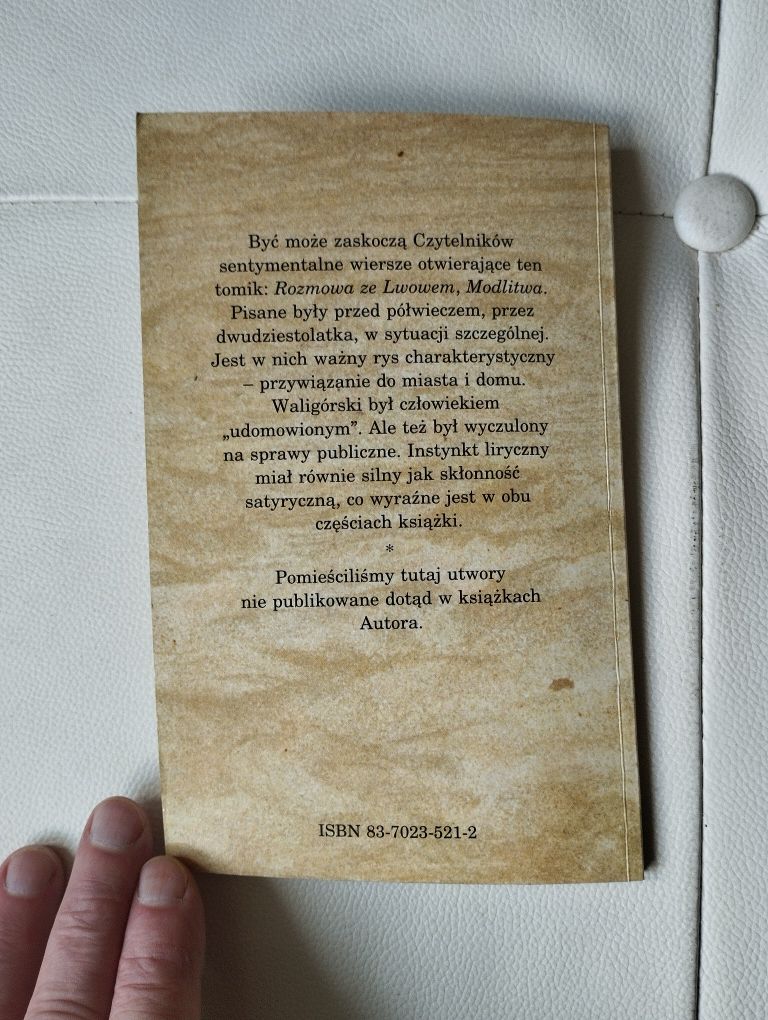 Być może zaskoczą Czytelników
sentymentalne wiersze otwierające ten
tomik: Rozmowa ze Lwowem, Modlitwa.
Pisane były przed półwieczem, przez
dwudziestolatka, w sytuacji szczególnej.
Jest w nich ważny rys charakterystyczny
– przywiązanie do miasta i domu.
Waligórski był człowiekiem
„udomowionym”. Ale też był wyczulony
na sprawy publiczne. Instynkt liryczny
miał równie silny jak skłonność
satyryczną, co wyraźne jest w obu
częściach książki.
*
Pomieściliśmy tutaj utwory
nie publikowane dotąd w książkach
Autora.
ISBN 83-7023-521-2